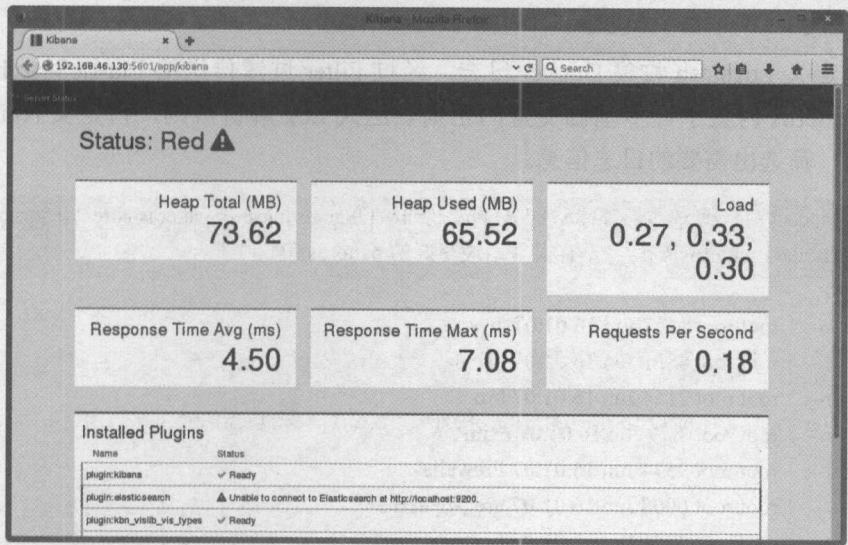 Kibana - Mozilla Firefox
Kibana
192.168.46.130:5601/app/kibana
Search
Server Status
Status: Red
Heap Total (MB)
73.62
Heap Used (MB)
65.52
Load
0.27, 0.33,
0.30
Response Time Avg (ms)
4.50
Response Time Max (ms)
7.08
Requests Per Second
0.18
Installed Plugins
Name Status
plugin:kibana ✔ Ready
plugin:elasticsearch Unable to connect to Elasticsearch at http://localhost:9200.
plugin:kbn_vislib_vis_types ✔ Ready